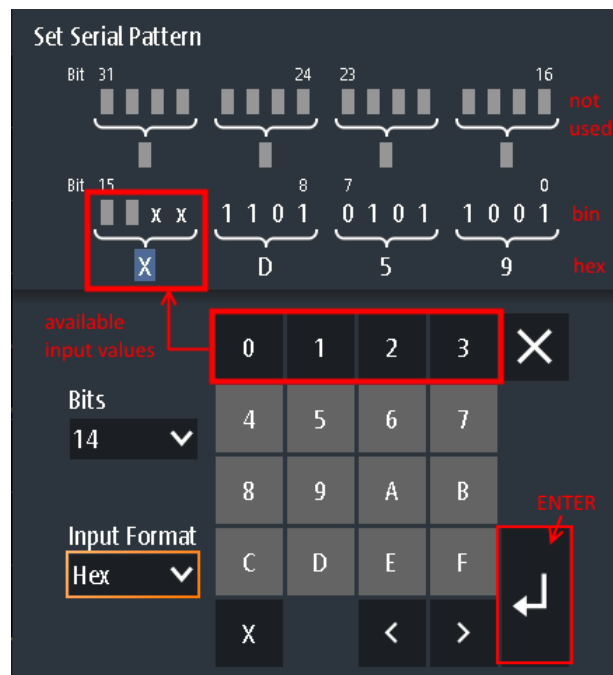 Set Serial Pattern
Bit 31 24 23 16
not
used
Bit 15 8 7 0
X X 1 1 0 1 0 1 0 1 1 0 0 1 bin
X D 5 9 hex
available
input values
0 1 2 3
Bits
14
4 5 6 7
8 9 A B
ENTER
Input Format
Hex
C D E F
X < >